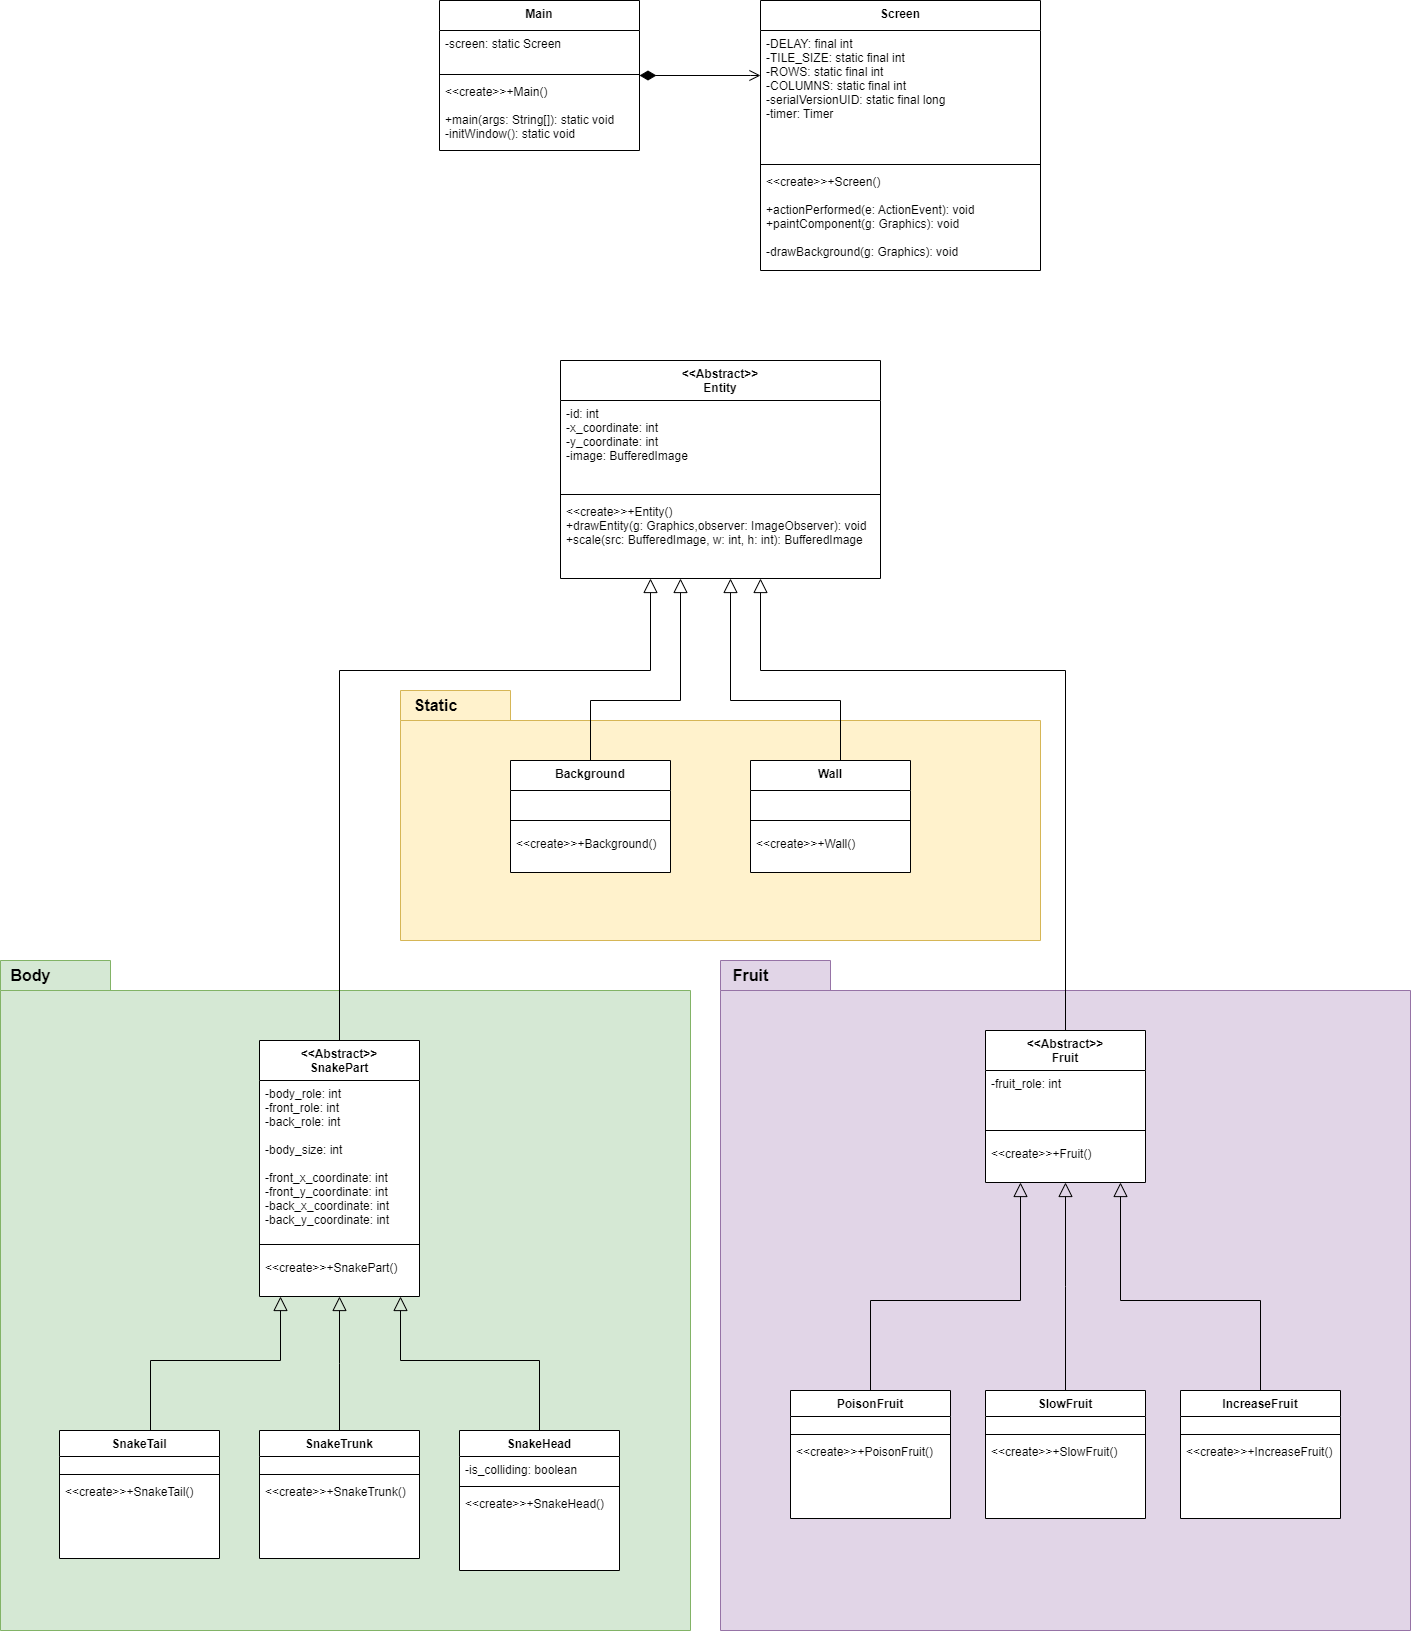 Main
-screen: static Screen
<<create>>+Main()
+main(args: String[]): static void
-initWindow(): static void
Screen
-DELAY: final int
-TILE_SIZE: static final int
-ROWS: static final int
-COLUMNS: static final int
-serialVersionUID: static final long
-timer: Timer
<<create>>+Screen()
+actionPerformed(e: ActionEvent): void
+paintComponent(g: Graphics): void
-drawBackground(g: Graphics): void
<<Abstract>>
Entity
-id: int
-x_coordinate: int
-y_coordinate: int
-image: BufferedImage
<<create>>+Entity()
+drawEntity(g: Graphics,observer: ImageObserver): void
+scale(src: BufferedImage, w: int, h: int): BufferedImage
Static
Background
<<create>>+Background()
Wall
<<create>>+Wall()
Body
<<Abstract>>
SnakePart
-body_role: int
-front_role: int
-back_role: int
-body_size: int
-front_x_coordinate: int
-front_y_coordinate: int
-back_x_coordinate: int
-back_y_coordinate: int
<<create>>+SnakePart()
SnakeTail
<<create>>+SnakeTail()
SnakeTrunk
<<create>>+SnakeTrunk()
SnakeHead
-is_colliding: boolean
<<create>>+SnakeHead()
Fruit
<<Abstract>>
Fruit
-fruit_role: int
<<create>>+Fruit()
PoisonFruit
<<create>>+PoisonFruit()
SlowFruit
<<create>>+SlowFruit()
IncreaseFruit
<<create>>+IncreaseFruit()